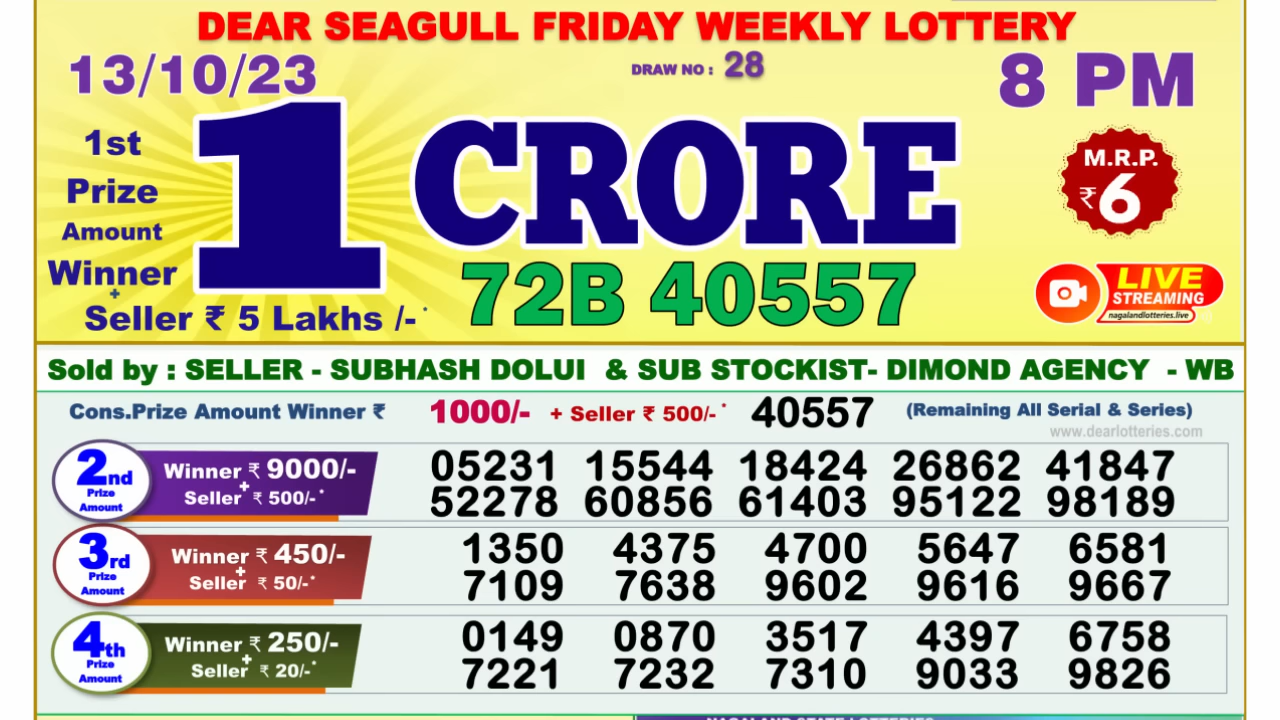 DEAR SEAGULL FRIDAY WEEKLY LOTTERY
13/10/23
DRAW NO : 28
8 PM
1st
Prize
Amount
Winner
+
Seller ₹ 5 Lakhs /-*
1 CRORE
72B 40557
M.R.P.
₹6
LIVE
STREAMING
nagalandlotteries.live
Sold by : SELLER - SUBHASH DOLUI & SUB STOCKIST- DIMOND AGENCY - WB
Cons.Prize Amount Winner ₹ 1000/- + Seller ₹ 500/-* 40557 (Remaining All Serial & Series)
www.dearlotteries.com
2nd
Prize
Amount
Winner ₹ 9000/-
+
Seller ₹ 500/-*
05231 15544 18424 26862 41847
52278 60856 61403 95122 98189
3rd
Prize
Amount
Winner ₹ 450/-
+
Seller ₹ 50/-*
1350 4375 4700 5647 6581
7109 7638 9602 9616 9667
4th
Prize
Amount
Winner ₹ 250/-
+
Seller ₹ 20/-*
0149 0870 3517 4397 6758
7221 7232 7310 9033 9826
NAGALAND STATE LOTTERIES